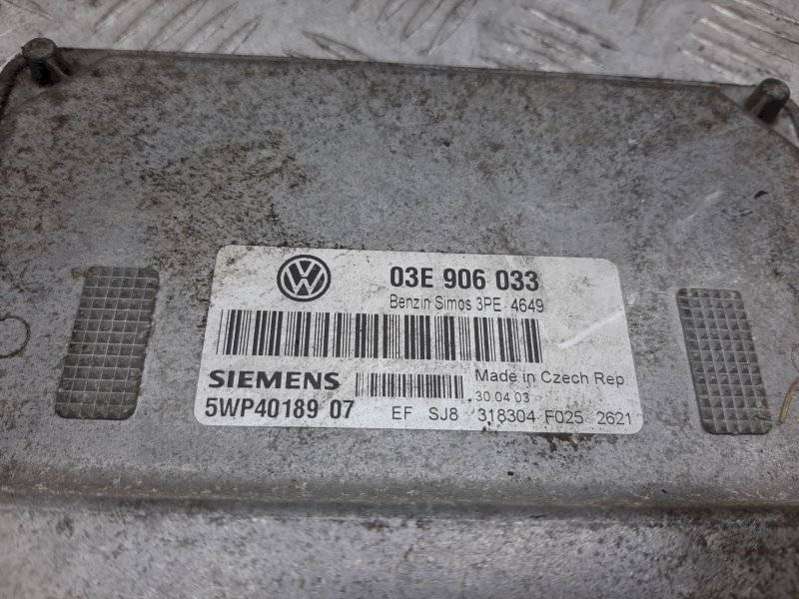 03E 906 033
Benzin Simos 3PE 4649
SIEMENS
Made in Czech Rep
30 04 03
5WP40189 07 EF SJ8 318304 F025 2621